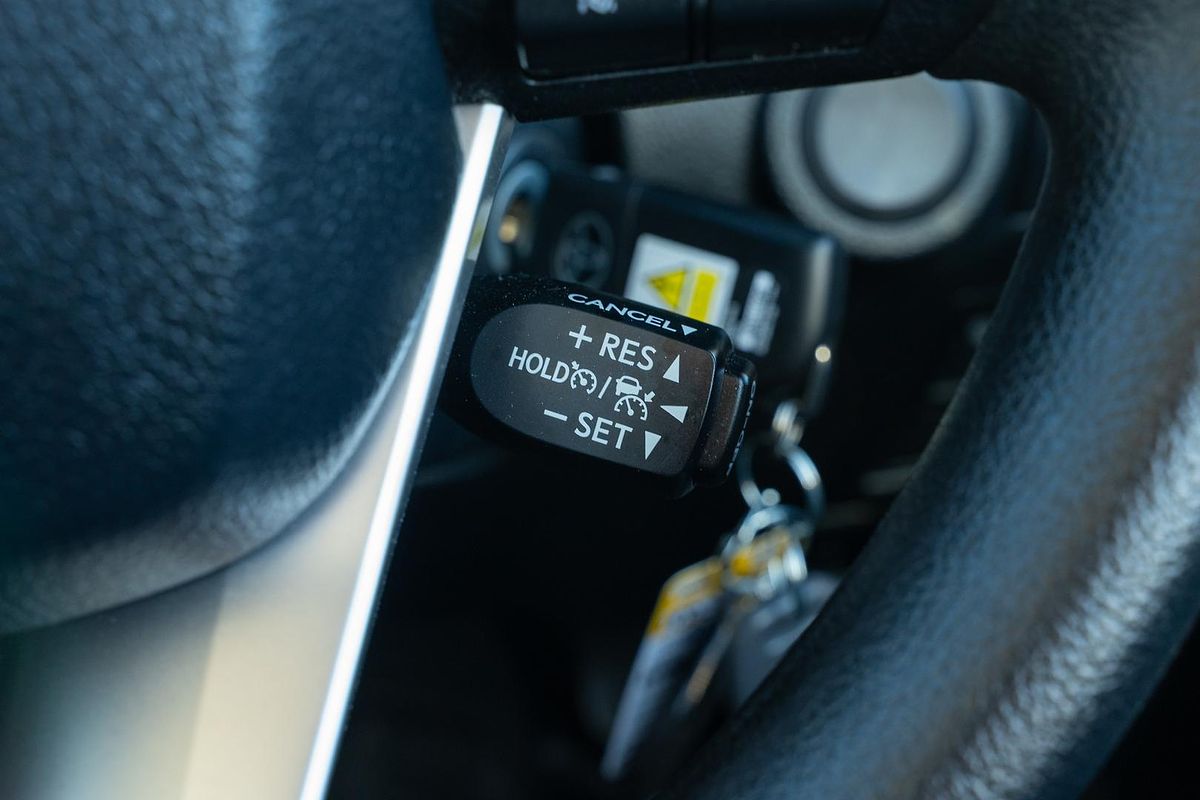 CANCEL▼
+ RES ▲
HOLD /
− SET ▼